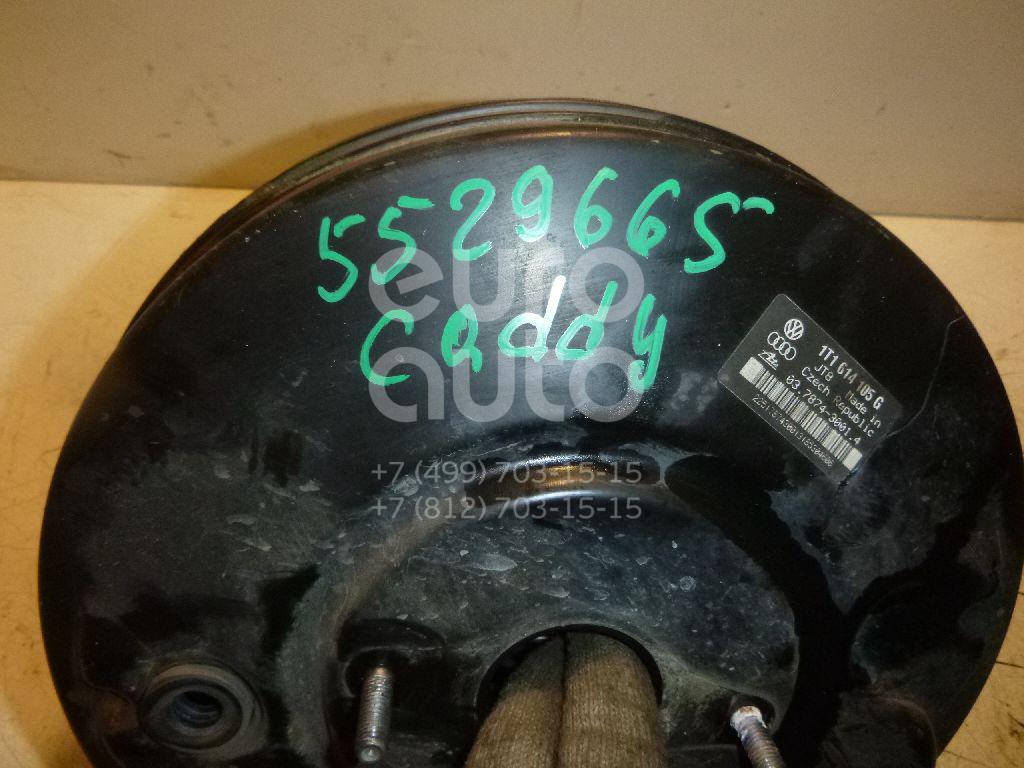 5529665
Caddy
euro
auto
+7 (499) 703-15-15
+7 (812) 703-15-15
1T1 614 105 G
JTB Made in
Czech Republic
03.7874-3001.4